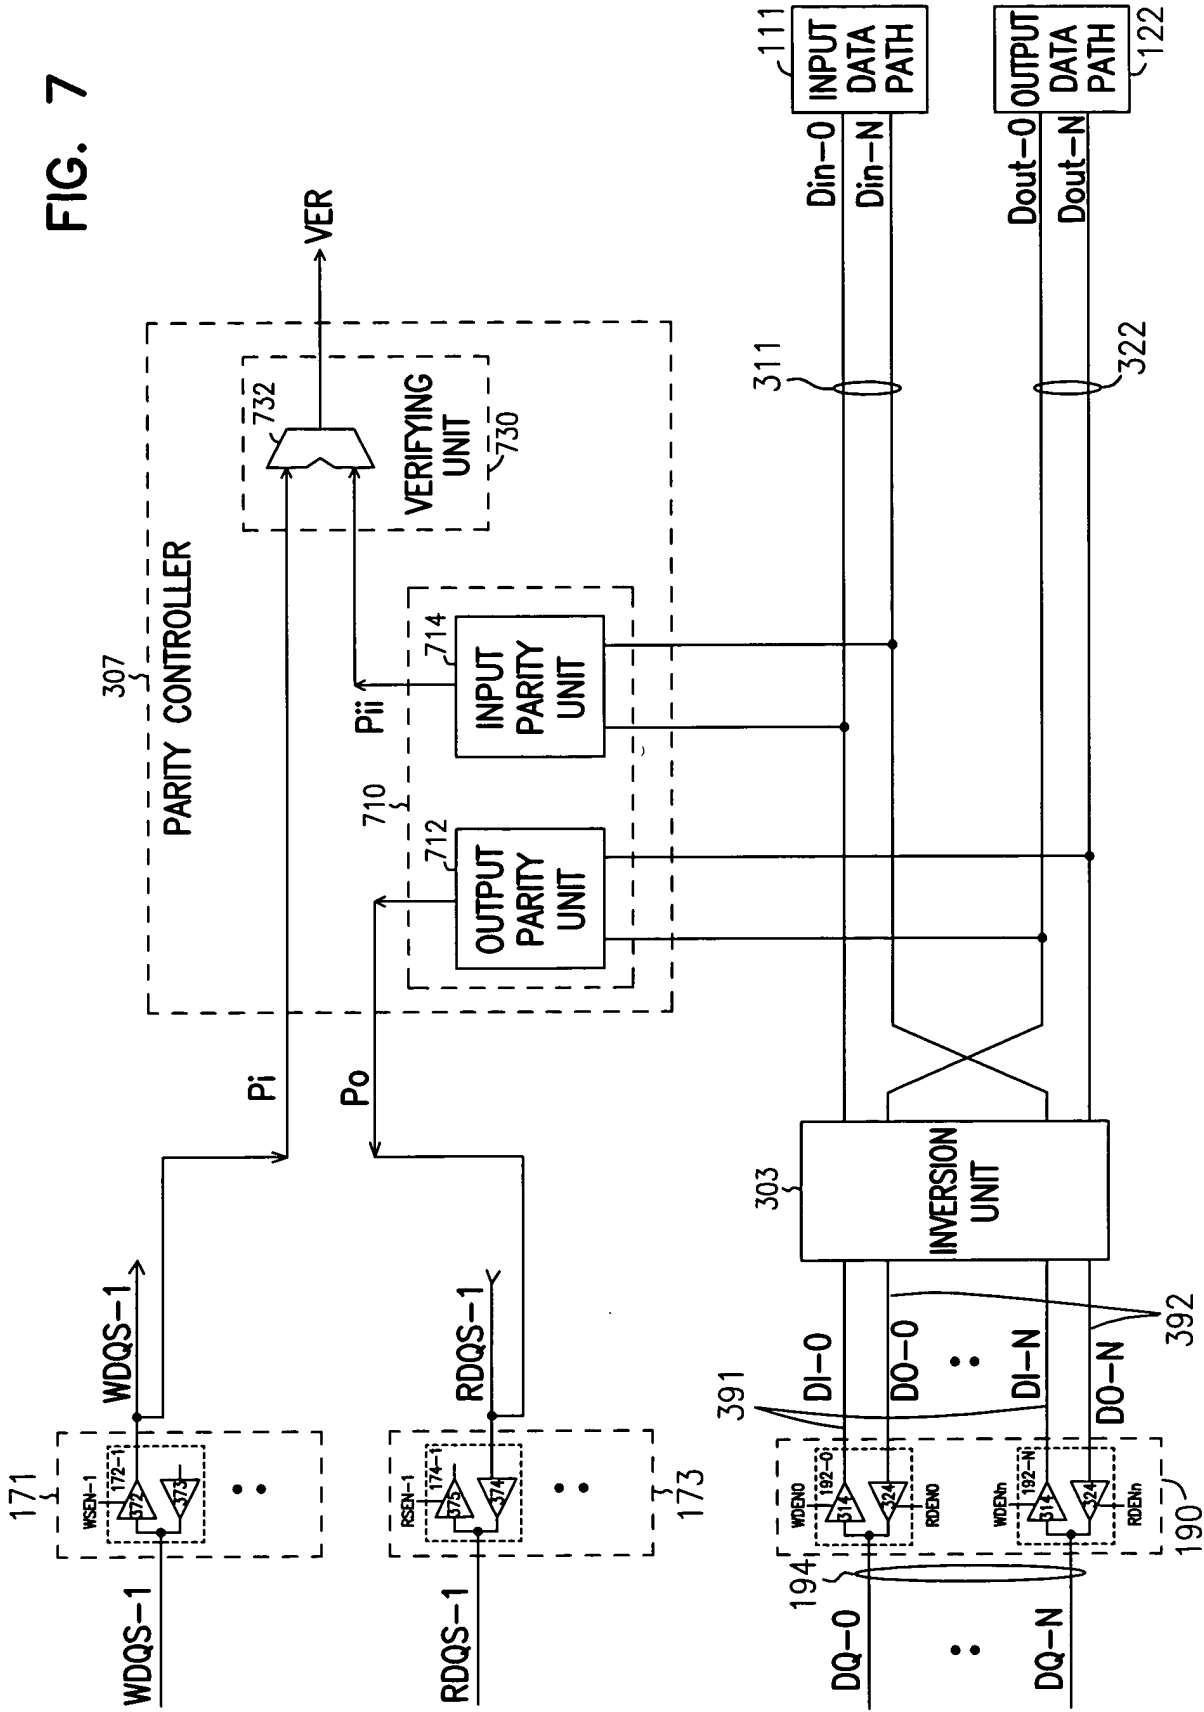 FIG. 7
171
WSEN-1
172-1
372
373
WDQS-1
WDQS-1
Pi
RSEN-1
174-1
375
374
173
RDQS-1
RDQS-1
Po
307
PARITY CONTROLLER
732
VERIFYING
UNIT
730
VER
710
712
OUTPUT
PARITY
UNIT
714
INPUT
PARITY
UNIT
Pii
194
DQ-0
DQ-N
WDEN0
192-0
314
324
RDEN0
WDENn
192-N
314
324
RDENn
190
391
DI-0
DO-0
DI-N
DO-N
392
303
INVERSION
UNIT
311
322
Din-0
Din-N
Dout-0
Dout-N
111
INPUT
DATA
PATH
OUTPUT
DATA
PATH
122